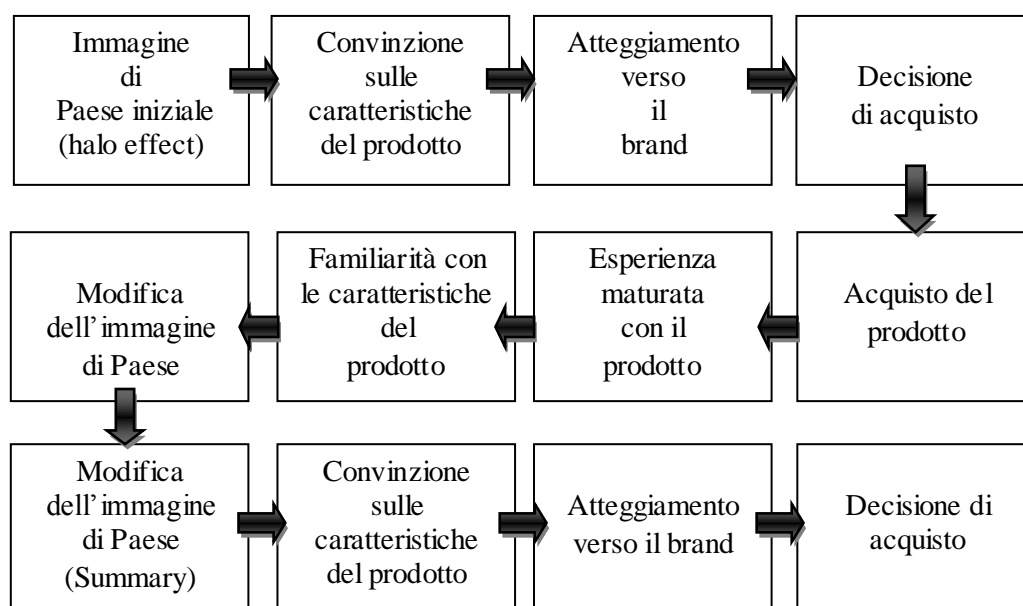 Immagine
di
Paese iniziale
(halo effect)
Convinzione
sulle
caratteristiche
del prodotto
Atteggiamento
verso
il
brand
Decisione
di acquisto
Modifica
dell’immagine
di Paese
Familiarità con
le caratteristiche
del
prodotto
Esperienza
maturata
con il
prodotto
Acquisto del
prodotto
Modifica
dell’immagine
di Paese
(Summary)
Convinzione
sulle
caratteristiche
del prodotto
Atteggiamento
verso il brand
Decisione di
acquisto